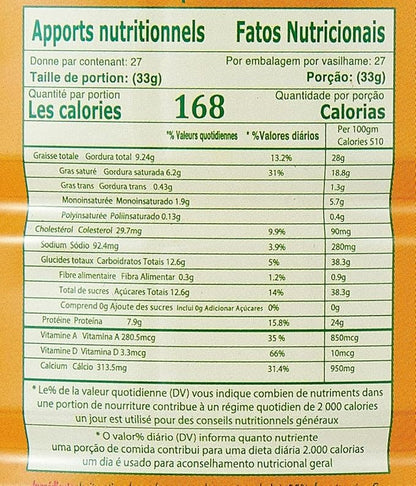 Apports nutritionnels Fatos Nutricionais
Donne par contenant: 27 Por embalagem por vasilhame: 27
Taille de portion: (33g) Porção: (33g)
Quantité par portion Quantidade por porção
Les calories 168 Calorias
*% Valeurs quotidiennes * %Valores diários Per 100gm
Calories 510
Graisse totale Gordura total 9.24g 13.2% 28g
Gras saturé Gordura saturada 6.2g 31% 18.8g
Gras trans Gordura trans 0.43g 1.3g
Monoinsaturée Monoinsaturado 1.9g 5.7g
Polyinsaturée Poliinsaturado 0.13g 0.4g
Cholestérol Colesterol 29.7mg 9.9% 90mg
Sodium Sódio 92.4mg 3.9% 280mg
Glucides totaux Carboidratos Totais 12.6g 5% 38.3g
Fibre alimentaire Fibra Alimentar 0.3g 1.2% 0.9g
Total de sucres Açúcares Totais 12.6g 14% 38.3g
Comprend 0g Ajoute des sucres Inclui 0g Adicionar Açúcares 0% 0g
Protéine Proteína 7.9g 15.8% 24g
Vitamine A Vitamina A 280.5mcg 35 % 850mcg
Vitamine D Vitamina D 3.3mcg 66% 10mcg
Calcium Cálcio 313.5mg 31.4% 950mg
* Le% de la valeur quotidienne (DV) vous indique combien de nutriments dans
une portion de nourriture contribue à un régime quotidien de 2 000 calories
un jour est utilisé pour des conseils nutritionnels généraux
* O valor% diário (DV) informa quanto nutriente
uma porção de comida contribui para uma dieta diária 2.000 calorias
um dia é usado para aconselhamento nutricional geral